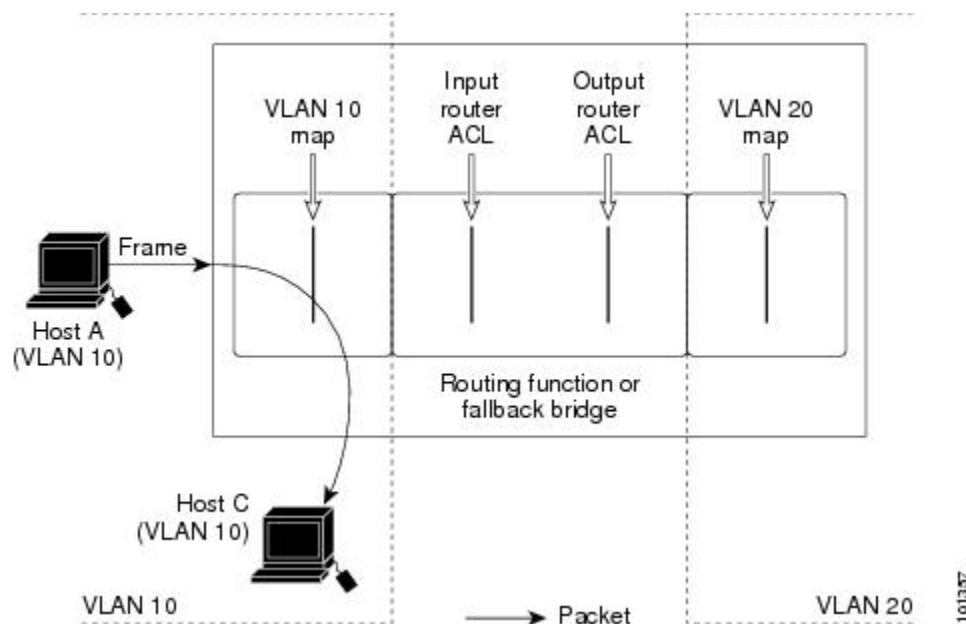 VLAN 10
map
Input
router
ACL
Output
router
ACL
VLAN 20
map
Frame
Host A
(VLAN 10)
Routing function or
fallback bridge
Host C
(VLAN 10)
VLAN 10
Packet
VLAN 20
101357